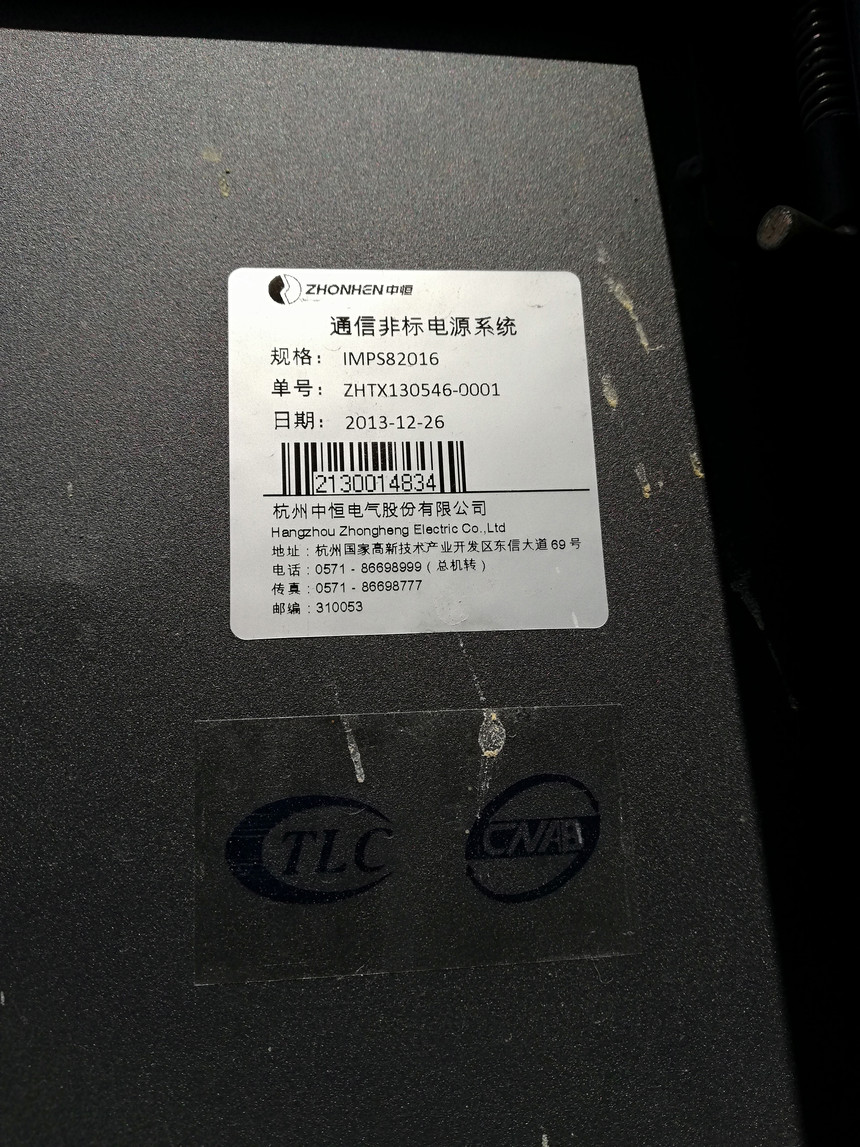 ZHONHEN中恒
通信非标电源系统
规格： IMPS82016
单号： ZHTX130546-0001
日期： 2013-12-26
2130014834
杭州中恒电气股份有限公司
Hangzhou Zhongheng Electric Co.,Ltd
地址：杭州国家高新技术产业开发区东信大道69号
电话：0571 - 86698999（总机转）
传真：0571 - 86698777
邮编：310053
TLC
CNAB